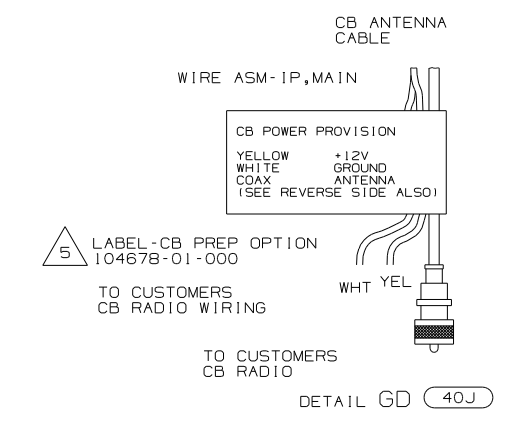 CB ANTENNA
CABLE
WIRE ASM-IP,MAIN
CB POWER PROVISION
YELLOW +12V
WHITE GROUND
COAX ANTENNA
(SEE REVERSE SIDE ALSO)
5
LABEL-CB PREP OPTION
104678-01-000
WHT YEL
TO CUSTOMERS
CB RADIO WIRING
TO CUSTOMERS
CB RADIO
DETAIL GD 40J